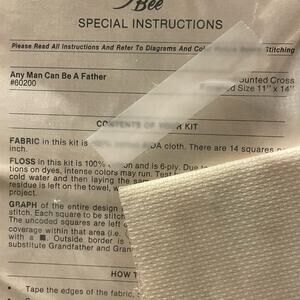 Bee
SPECIAL INSTRUCTIONS
Please Read All Instructions And Refer To Diagrams And Stitching
Any Man Can Be A Father
#60200
ounted Cross
Size 11" x 14"
CONTENTS OF YOUR KIT
FABRIC in this kit is DA cloth. There are 14 squares
inch.
FLOSS in this kit is 100% on and is 6-ply. Due to
tions on dyes, intense colors may run. Test
cold water and then laying the sa
residue is left on the towel, w
project.
GRAPH of the entire design
stitch. Each square to be stitch
The uncoded squares are left
coverage within that area (i.e.
with a ■. Outside border is
substitute Grandfather and Gran
HOW T
• Tape the edges of the fabric,